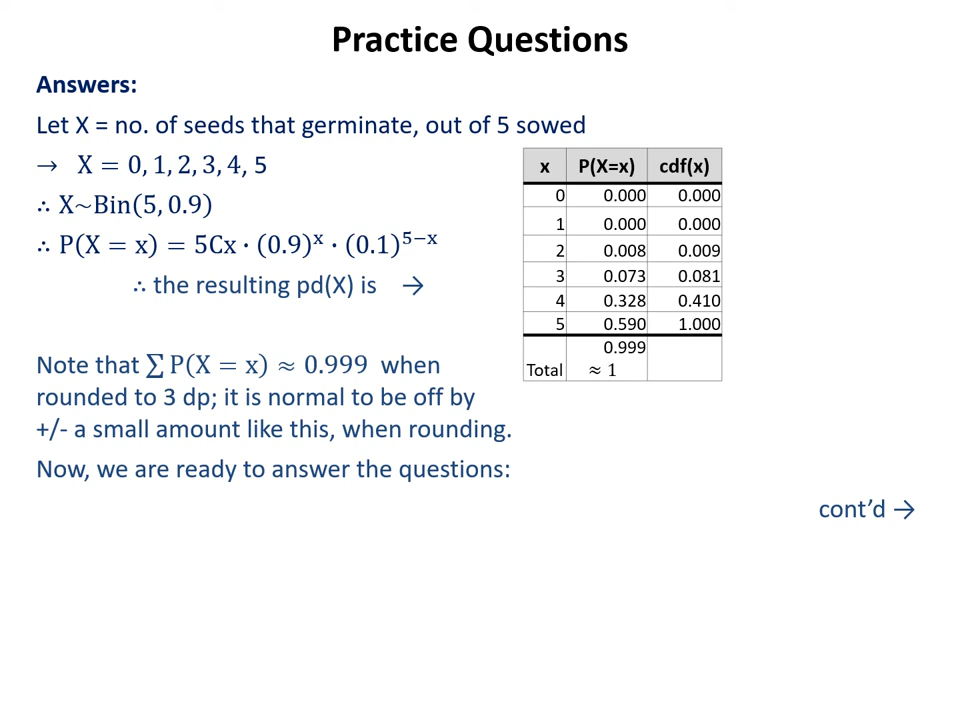 Practice Questions
Answers:
Let X = no. of seeds that germinate, out of 5 sowed
→ X = 0, 1, 2, 3, 4, 5
∴ X~Bin(5, 0.9)
∴ P(X = x) = 5Cx · (0.9)ˣ · (0.1)⁵⁻ˣ
∴ the resulting pd(X) is →
x P(X=x) cdf(x)
0 0.000 0.000
1 0.000 0.000
2 0.008 0.009
3 0.073 0.081
4 0.328 0.410
5 0.590 1.000
0.999
Total ≈ 1
Note that ∑ P(X = x) ≈ 0.999 when
rounded to 3 dp; it is normal to be off by
+/- a small amount like this, when rounding.
Now, we are ready to answer the questions:
cont’d →